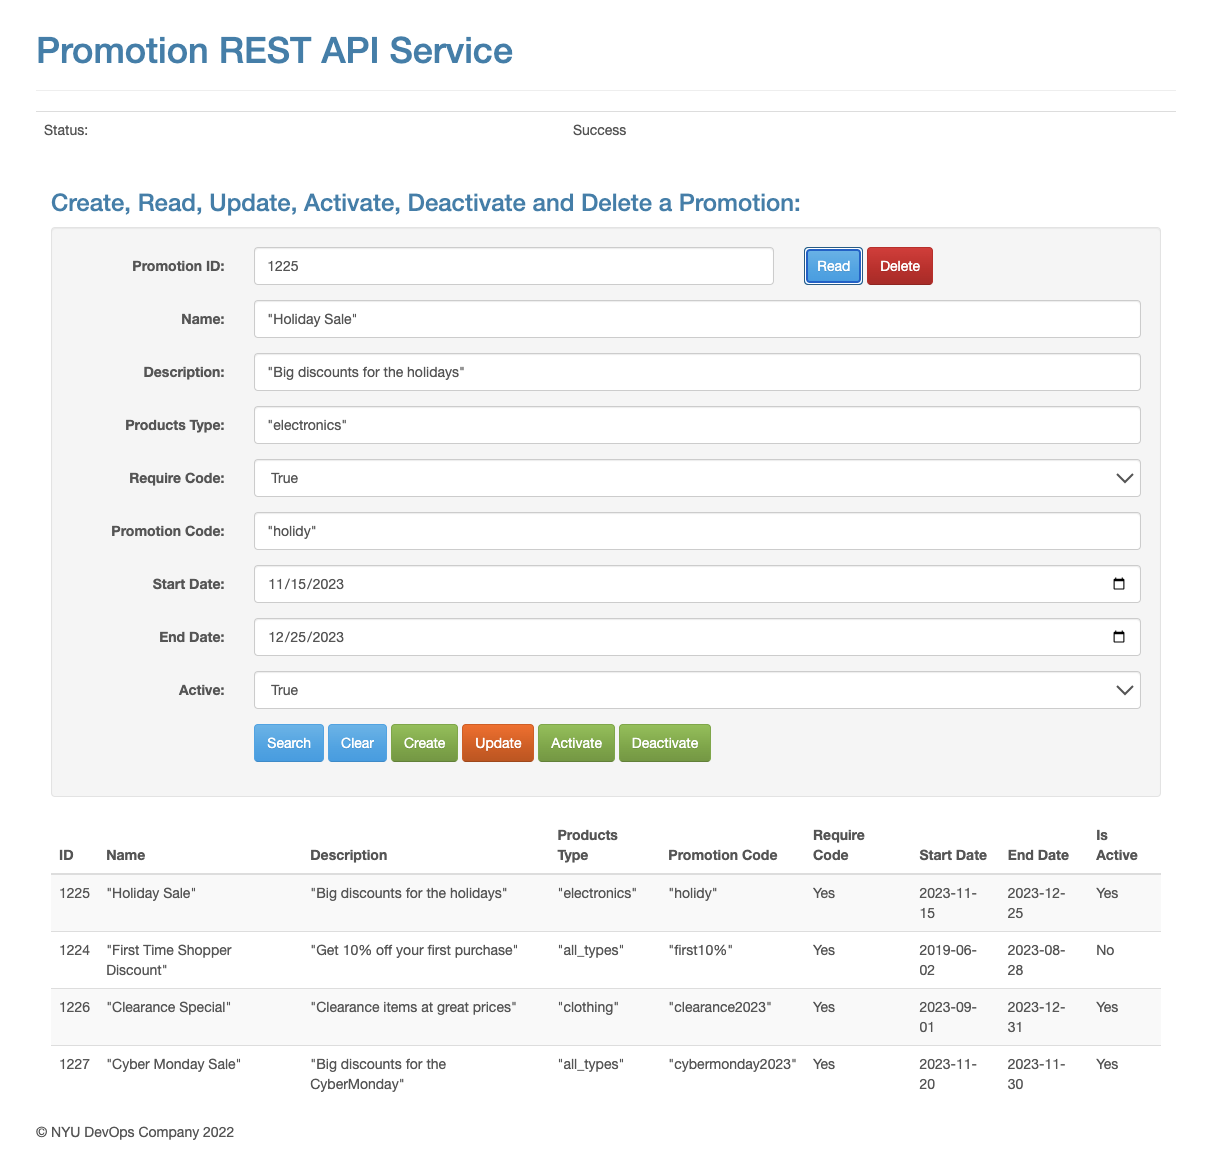 Promotion REST API Service
Status: Success
Create, Read, Update, Activate, Deactivate and Delete a Promotion:
Promotion ID: 1225 Read Delete
Name: "Holiday Sale"
Description: "Big discounts for the holidays"
Products Type: "electronics"
Require Code: True
Promotion Code: "holidy"
Start Date: 11/15/2023
End Date: 12/25/2023
Active: True
Search Clear Create Update Activate Deactivate
Products Require Is
ID Name Description Type Promotion Code Code Start Date End Date Active
1225 "Holiday Sale" "Big discounts for the holidays" "electronics" "holidy" Yes 2023-11- 2023-12- Yes
15 25
1224 "First Time Shopper "Get 10% off your first purchase" "all_types" "first10%" Yes 2019-06- 2023-08- No
Discount" 02 28
1226 "Clearance Special" "Clearance items at great prices" "clothing" "clearance2023" Yes 2023-09- 2023-12- Yes
01 31
1227 "Cyber Monday Sale" "Big discounts for the "all_types" "cybermonday2023" Yes 2023-11- 2023-11- Yes
CyberMonday" 20 30
© NYU DevOps Company 2022